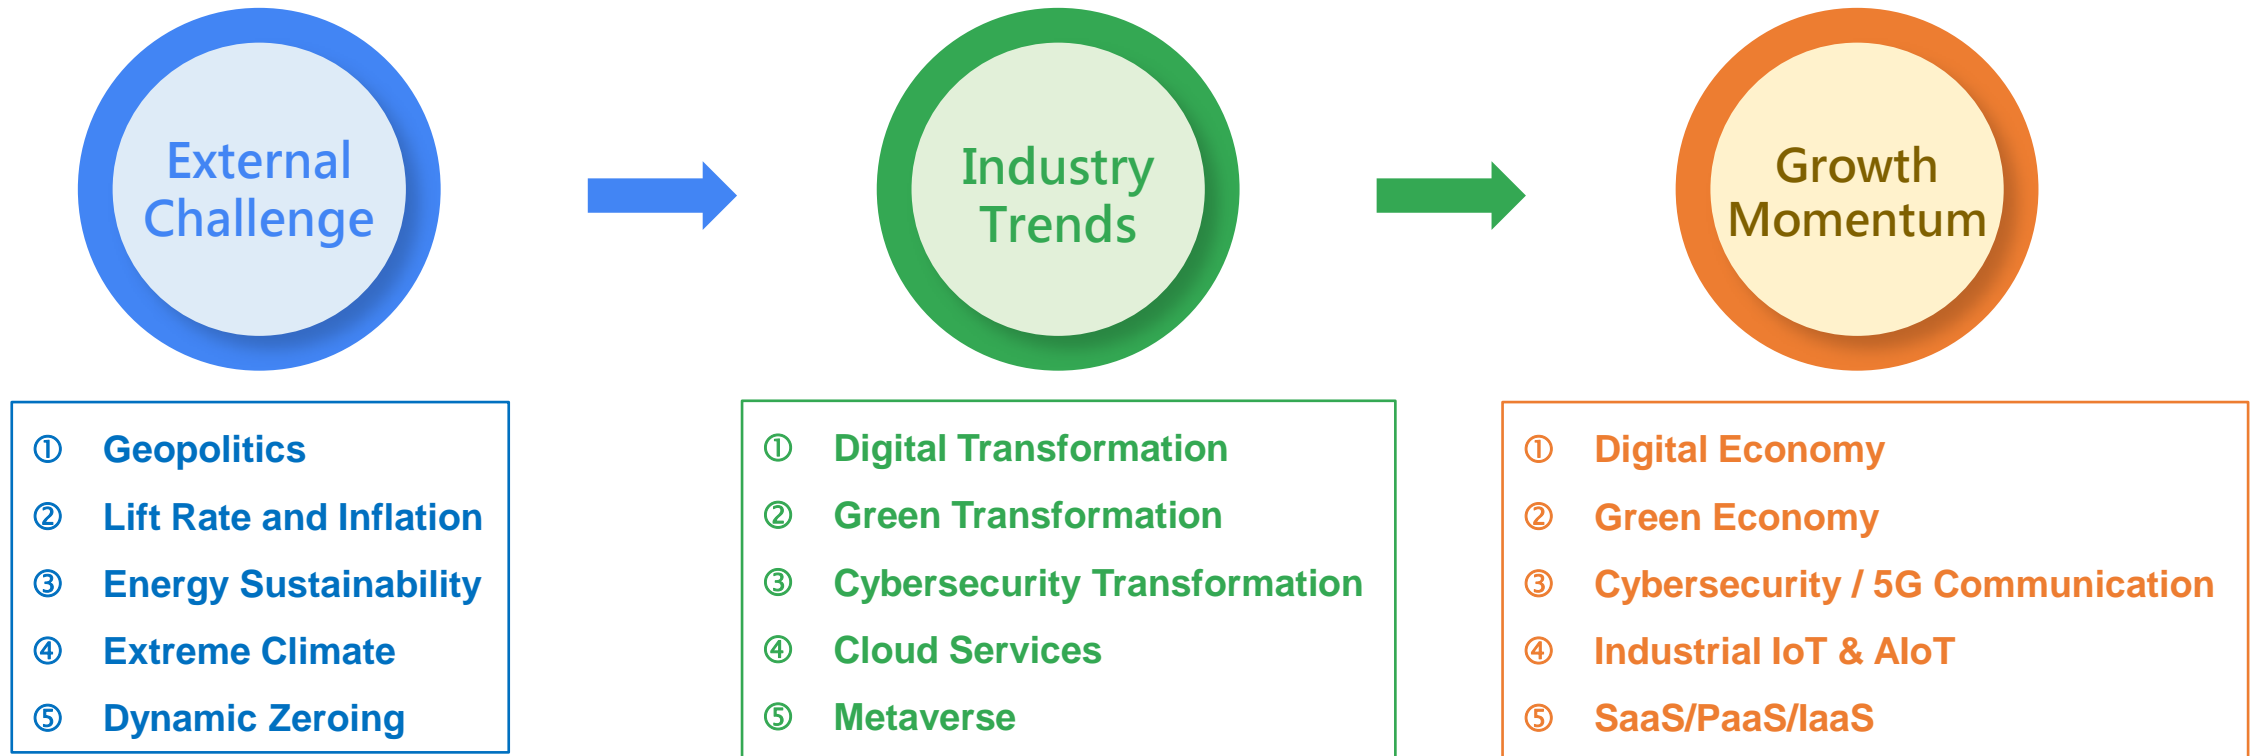 External
Challenge
Industry
Trends
Growth
Momentum
① Geopolitics
② Lift Rate and Inflation
③ Energy Sustainability
④ Extreme Climate
⑤ Dynamic Zeroing
① Digital Transformation
② Green Transformation
③ Cybersecurity Transformation
④ Cloud Services
⑤ Metaverse
① Digital Economy
② Green Economy
③ Cybersecurity / 5G Communication
④ Industrial IoT & AIoT
⑤ SaaS/PaaS/IaaS